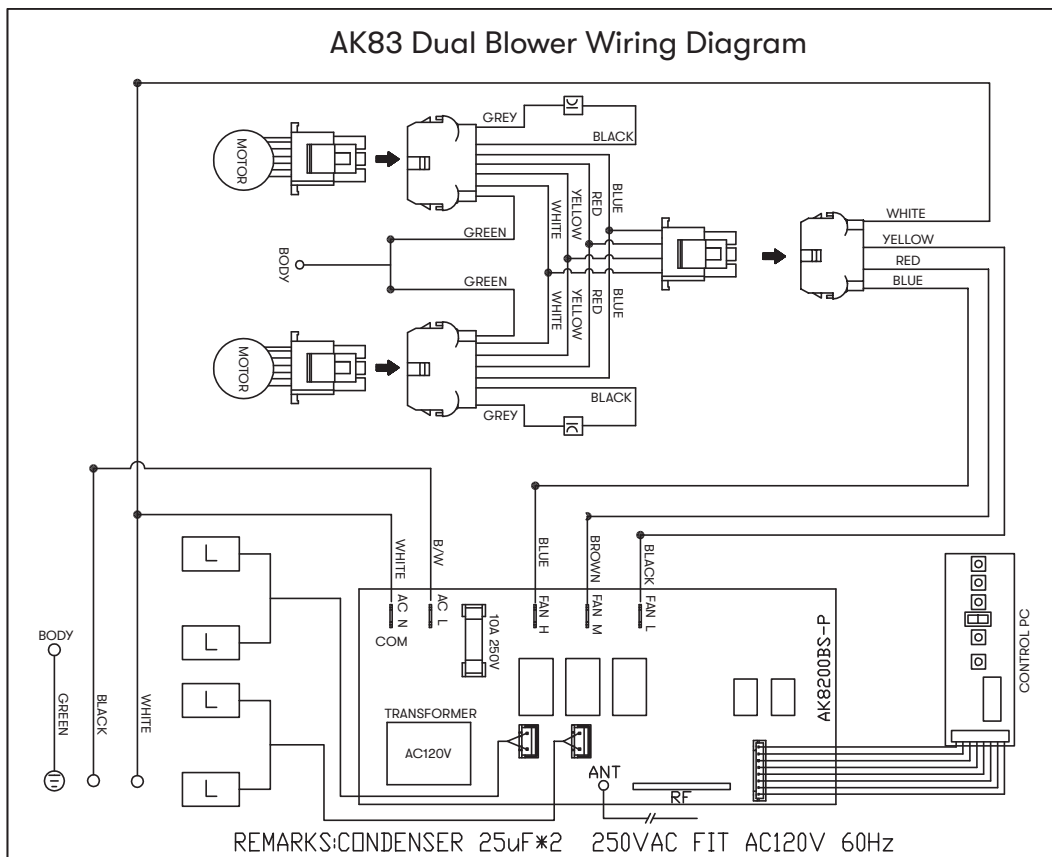 AK83 Dual Blower Wiring Diagram
GREY
BLACK
MOTOR
GREEN
WHITE
YELLOW
RED
BLUE
WHITE
YELLOW
RED
BLUE
BODY
GREEN
WHITE
YELLOW
RED
BLUE
MOTOR
BLACK
GREY
WHITE
B/W
BLUE
BROWN
BLACK
AC N
AC L
FAN H
FAN M
FAN L
COM
10A 250V
L
L
L
L
BODY
GREEN
BLACK
WHITE
TRANSFORMER
AC120V
AK8200BS-P
CONTROL PC
ANT
RF
REMARKS:CONDENSER 25uF*2 250VAC FIT AC120V 60Hz